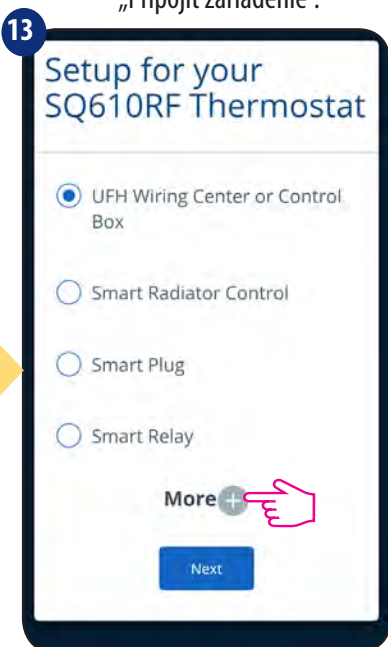 „Pripojiť zariadenie“.
13
Setup for your
SQ610RF Thermostat
UFH Wiring Center or Control
Box
Smart Radiator Control
Smart Plug
Smart Relay
More +
Next